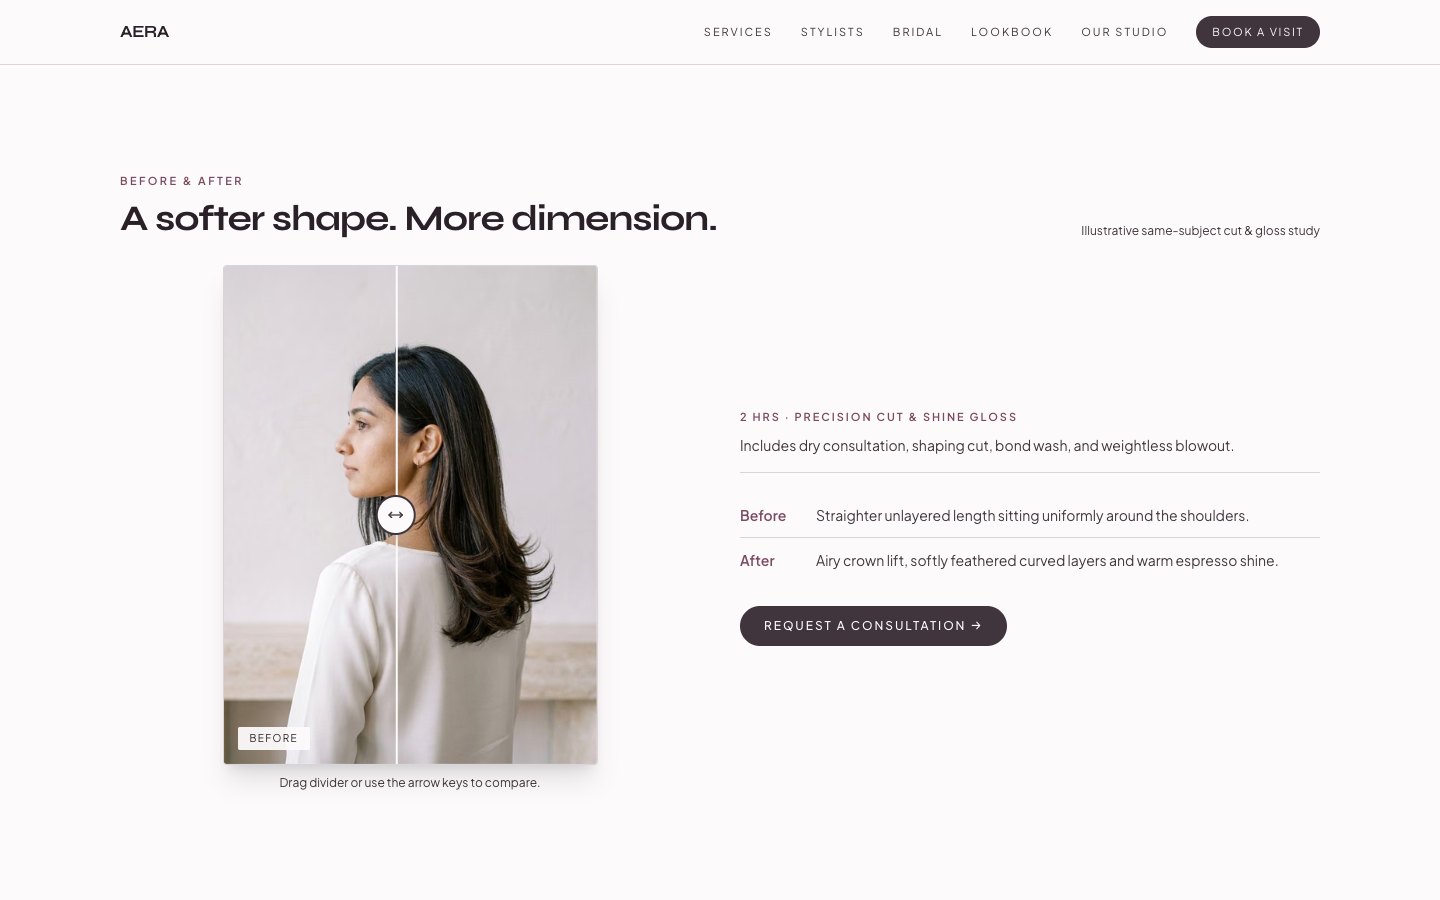 AERA
SERVICES
STYLISTS
BRIDAL
LOOKBOOK
OUR STUDIO
BOOK A VISIT
BEFORE & AFTER
A softer shape. More dimension.
Illustrative same-subject cut & gloss study
BEFORE
Drag divider or use the arrow keys to compare.
2 HRS · PRECISION CUT & SHINE GLOSS
Includes dry consultation, shaping cut, bond wash, and weightless blowout.
Before Straighter unlayered length sitting uniformly around the shoulders.
After Airy crown lift, softly feathered curved layers and warm espresso shine.
REQUEST A CONSULTATION →